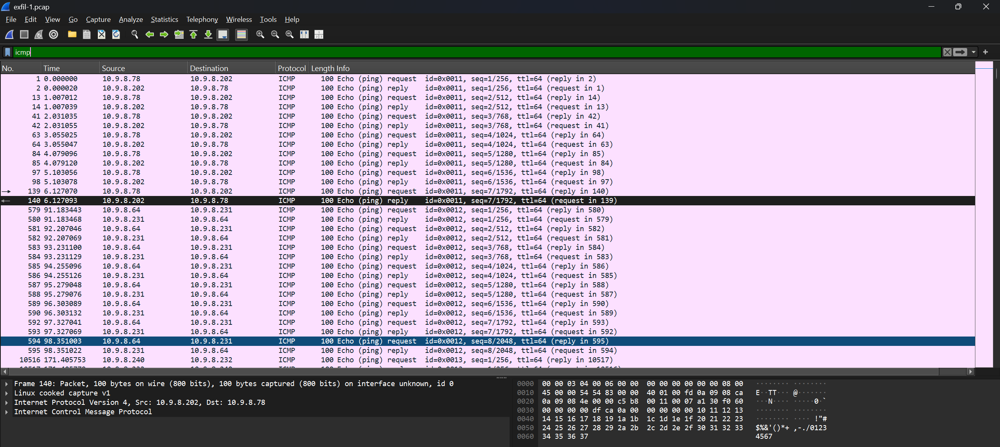 exfil-1.pcap
File Edit View Go Capture Analyze Statistics Telephony Wireless Tools Help
icmp
No. Time Source Destination Protocol Length Info
1 0.000000 10.9.8.78 10.9.8.202 ICMP 100 Echo (ping) request id=0x0011, seq=1/256, ttl=64 (reply in 2)
2 0.000020 10.9.8.202 10.9.8.78 ICMP 100 Echo (ping) reply id=0x0011, seq=1/256, ttl=64 (request in 1)
13 1.007012 10.9.8.78 10.9.8.202 ICMP 100 Echo (ping) request id=0x0011, seq=2/512, ttl=64 (reply in 14)
14 1.007039 10.9.8.202 10.9.8.78 ICMP 100 Echo (ping) reply id=0x0011, seq=2/512, ttl=64 (request in 13)
41 2.031035 10.9.8.78 10.9.8.202 ICMP 100 Echo (ping) request id=0x0011, seq=3/768, ttl=64 (reply in 42)
42 2.031055 10.9.8.202 10.9.8.78 ICMP 100 Echo (ping) reply id=0x0011, seq=3/768, ttl=64 (request in 41)
63 3.055025 10.9.8.78 10.9.8.202 ICMP 100 Echo (ping) request id=0x0011, seq=4/1024, ttl=64 (reply in 64)
64 3.055047 10.9.8.202 10.9.8.78 ICMP 100 Echo (ping) reply id=0x0011, seq=4/1024, ttl=64 (request in 63)
84 4.079096 10.9.8.78 10.9.8.202 ICMP 100 Echo (ping) request id=0x0011, seq=5/1280, ttl=64 (reply in 85)
85 4.079120 10.9.8.202 10.9.8.78 ICMP 100 Echo (ping) reply id=0x0011, seq=5/1280, ttl=64 (request in 84)
97 5.103056 10.9.8.78 10.9.8.202 ICMP 100 Echo (ping) request id=0x0011, seq=6/1536, ttl=64 (reply in 98)
98 5.103078 10.9.8.202 10.9.8.78 ICMP 100 Echo (ping) reply id=0x0011, seq=6/1536, ttl=64 (request in 97)
139 6.127070 10.9.8.78 10.9.8.202 ICMP 100 Echo (ping) request id=0x0011, seq=7/1792, ttl=64 (reply in 140)
140 6.127093 10.9.8.202 10.9.8.78 ICMP 100 Echo (ping) reply id=0x0011, seq=7/1792, ttl=64 (request in 139)
579 91.183443 10.9.8.64 10.9.8.231 ICMP 100 Echo (ping) request id=0x0012, seq=1/256, ttl=64 (reply in 580)
580 91.183468 10.9.8.231 10.9.8.64 ICMP 100 Echo (ping) reply id=0x0012, seq=1/256, ttl=64 (request in 579)
581 92.207046 10.9.8.64 10.9.8.231 ICMP 100 Echo (ping) request id=0x0012, seq=2/512, ttl=64 (reply in 582)
582 92.207069 10.9.8.231 10.9.8.64 ICMP 100 Echo (ping) reply id=0x0012, seq=2/512, ttl=64 (request in 581)
583 93.231100 10.9.8.64 10.9.8.231 ICMP 100 Echo (ping) request id=0x0012, seq=3/768, ttl=64 (reply in 584)
584 93.231129 10.9.8.231 10.9.8.64 ICMP 100 Echo (ping) reply id=0x0012, seq=3/768, ttl=64 (request in 583)
585 94.255096 10.9.8.64 10.9.8.231 ICMP 100 Echo (ping) request id=0x0012, seq=4/1024, ttl=64 (reply in 586)
586 94.255126 10.9.8.231 10.9.8.64 ICMP 100 Echo (ping) reply id=0x0012, seq=4/1024, ttl=64 (request in 585)
587 95.279048 10.9.8.64 10.9.8.231 ICMP 100 Echo (ping) request id=0x0012, seq=5/1280, ttl=64 (reply in 588)
588 95.279076 10.9.8.231 10.9.8.64 ICMP 100 Echo (ping) reply id=0x0012, seq=5/1280, ttl=64 (request in 587)
589 96.303089 10.9.8.64 10.9.8.231 ICMP 100 Echo (ping) request id=0x0012, seq=6/1536, ttl=64 (reply in 590)
590 96.303132 10.9.8.231 10.9.8.64 ICMP 100 Echo (ping) reply id=0x0012, seq=6/1536, ttl=64 (request in 589)
592 97.327041 10.9.8.64 10.9.8.231 ICMP 100 Echo (ping) request id=0x0012, seq=7/1792, ttl=64 (reply in 593)
593 97.327069 10.9.8.231 10.9.8.64 ICMP 100 Echo (ping) reply id=0x0012, seq=7/1792, ttl=64 (request in 592)
594 98.351003 10.9.8.64 10.9.8.231 ICMP 100 Echo (ping) request id=0x0012, seq=8/2048, ttl=64 (reply in 595)
595 98.351022 10.9.8.231 10.9.8.64 ICMP 100 Echo (ping) reply id=0x0012, seq=8/2048, ttl=64 (request in 594)
10516 171.405753 10.9.8.240 10.9.8.232 ICMP 100 Echo (ping) request id=0x0013, seq=1/256, ttl=64 (reply in 10517)
Frame 140: Packet, 100 bytes on wire (800 bits), 100 bytes captured (800 bits) on interface unknown, id 0
Linux cooked capture v1
Internet Protocol Version 4, Src: 10.9.8.202, Dst: 10.9.8.78
Internet Control Message Protocol
0000 00 00 03 04 00 06 00 00 00 00 00 00 00 00 08 00 ········ ········
0010 45 00 00 54 54 83 00 00 40 01 00 fd 0a 09 08 ca E··TT··· @·······
0020 0a 09 08 4e 00 00 c5 b8 00 11 00 07 a1 30 f0 60 ···N···· ·····0·`
0030 00 00 00 00 df ca 0a 00 00 00 00 00 10 11 12 13 ········ ········
0040 14 15 16 17 18 19 1a 1b 1c 1d 1e 1f 20 21 22 23 ········ ···· !"#
0050 24 25 26 27 28 29 2a 2b 2c 2d 2e 2f 30 31 32 33 $%&'()*+ ,-./0123
0060 34 35 36 37 4567